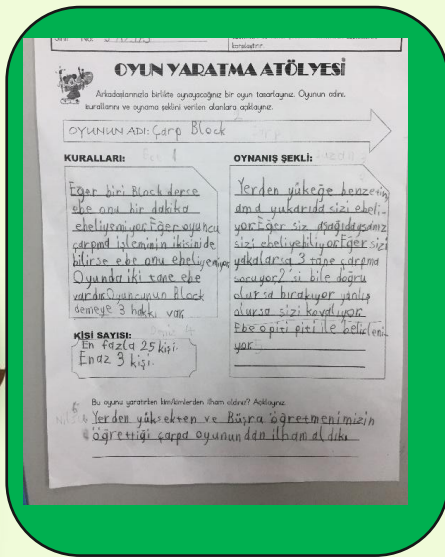 karşılaştırır.
OYUN YARATMA ATÖLYESİ
Arkadaşlarınızla birlikte oynayacağınız bir oyun tasarlayınız. Oyunun adını,
kurallarını ve oynama şeklini verilen alanlara açıklayınız.
OYUNUN ADI: Çarp Block
KURALLARI:
Eğer biri Block derse
ebe onu bir dakika
ebeliyemiyor. Eğer oyuncu
çarpma işleminin ikisinide
bilirse ebe onu ebeliyemiyor
Oyunda iki tane ebe
vardır. Oyuncunun Block
demeye 3 hakkı var
KİŞİ SAYISI:
En fazla 25 kişi.
En az 3 kişi.
OYNANIŞ ŞEKLİ:
Yerden yükseğe benzetim
ama yukarıda sizi ebeli-
yor. Eğer siz aşağıdaysanız
sizi ebeliyebiliyor. Eğer sizi
yakalarsa 3 tane çarpma
soruyor. 2'si bile doğru
olursa bırakıyor yanlış
olursa sizi kovalıyor.
Ebe o piti piti ile belirleni-
yor
Bu oyunu yaratırken kim/kimlerden ilham aldınız? Açıklayınız.
Yerden yüksekten ve Büşra öğretmenimizin
öğrettiği çarpa oyunundan ilham aldık.